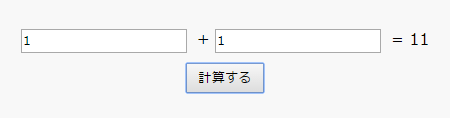 1 + 1 = 11
計算する